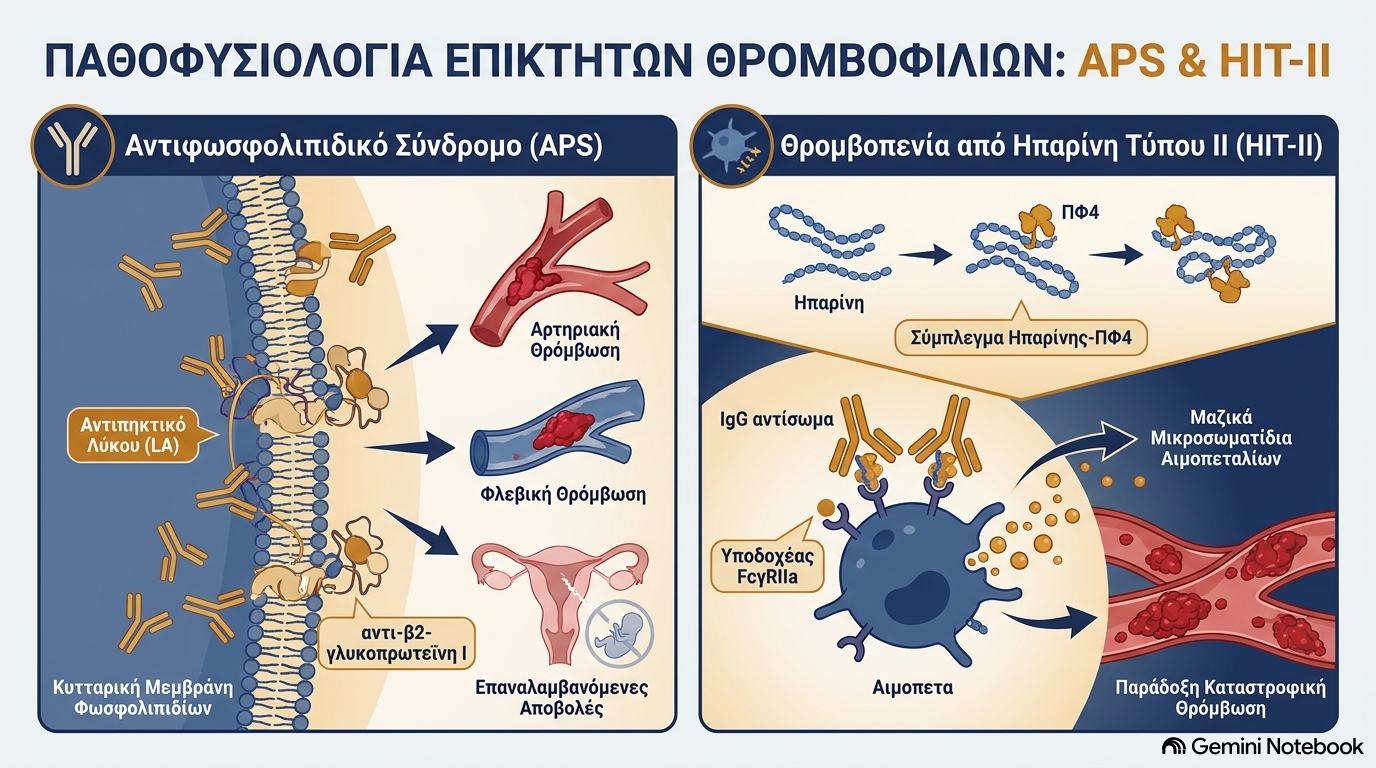 ΠΑΘΟΦΥΣΙΟΛΟΓΙΑ ΕΠΙΚΤΗΤΩΝ ΘΡΟΜΒΟΦΙΛΙΩΝ: APS & HIT-II
Αντιφωσφολιπιδικό Σύνδρομο (APS)
Αρτηριακή
Θρόμβωση
Αντιπηκτικό
Λύκου (LA)
Φλεβική Θρόμβωση
αντι-β2-
γλυκοπρωτεΐνη Ι
Κυτταρική Μεμβράνη
Φωσφολιπιδίων
Επαναλαμβανόμενες
Αποβολές
Θρομβοπενία από Ηπαρίνη Τύπου ΙΙ (HIT-II)
ΠΦ4
Ηπαρίνη
Σύμπλεγμα Ηπαρίνης-ΠΦ4
IgG αντίσωμα
Μαζικά
Μικροσωματίδια
Αιμοπεταλίων
Υποδοχέας
FcγRIIa
Αιμοπετα
Παράδοξη Καταστροφική
Θρόμβωση
Gemini Notebook